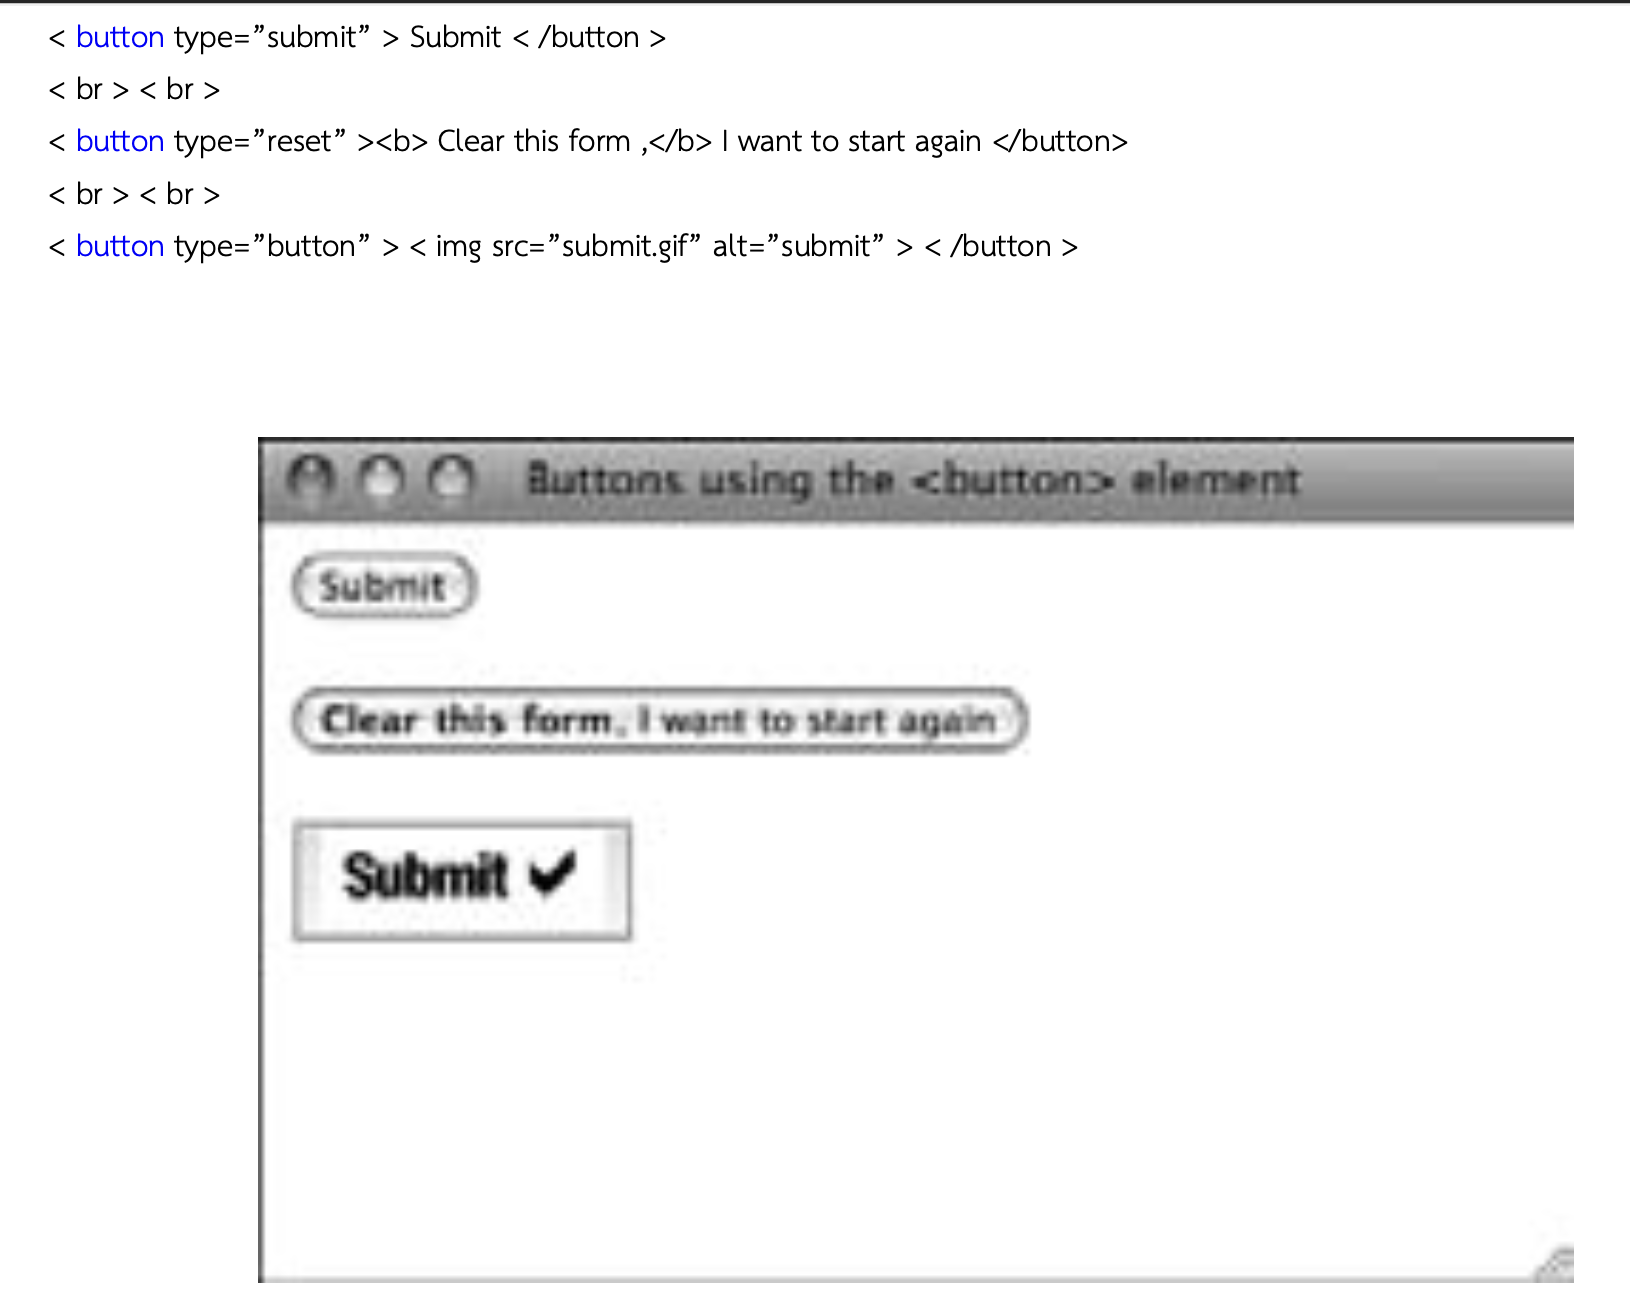 < button type=”submit” > Submit < /button >
< br > < br >
< button type=”reset” ><b> Clear this form ,</b> I want to start again </button>
< br > < br >
< button type=”button” > < img src=”submit.gif” alt=”submit” > < /button >
Buttons using the <button> element
Submit
Clear this form, I want to start again
Submit ✔